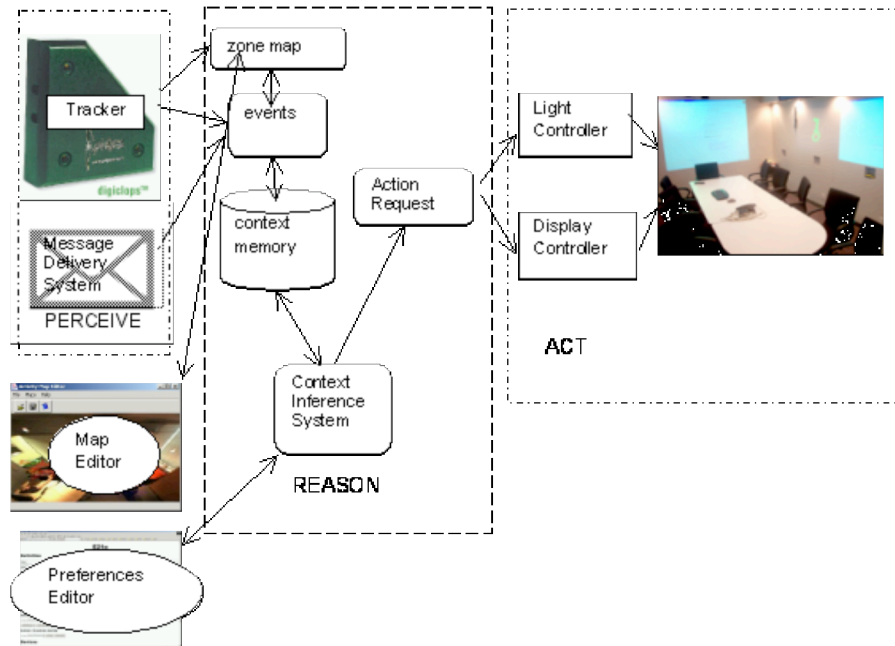 Tracker
digiclops™
Message
Delivery
System
PERCEIVE
zone map
events
context
memory
Context
Inference
System
REASON
Action
Request
Light
Controller
Display
Controller
ACT
Map
Editor
Preferences
Editor